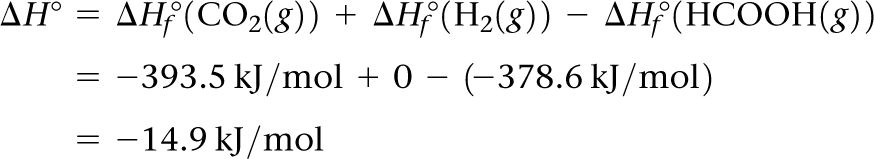 ΔH° = ΔH°f(CO₂(g)) + ΔH°f(H₂(g)) − ΔH°f(HCOOH(g))
= −393.5 kJ/mol + 0 − (−378.6 kJ/mol)
= −14.9 kJ/mol